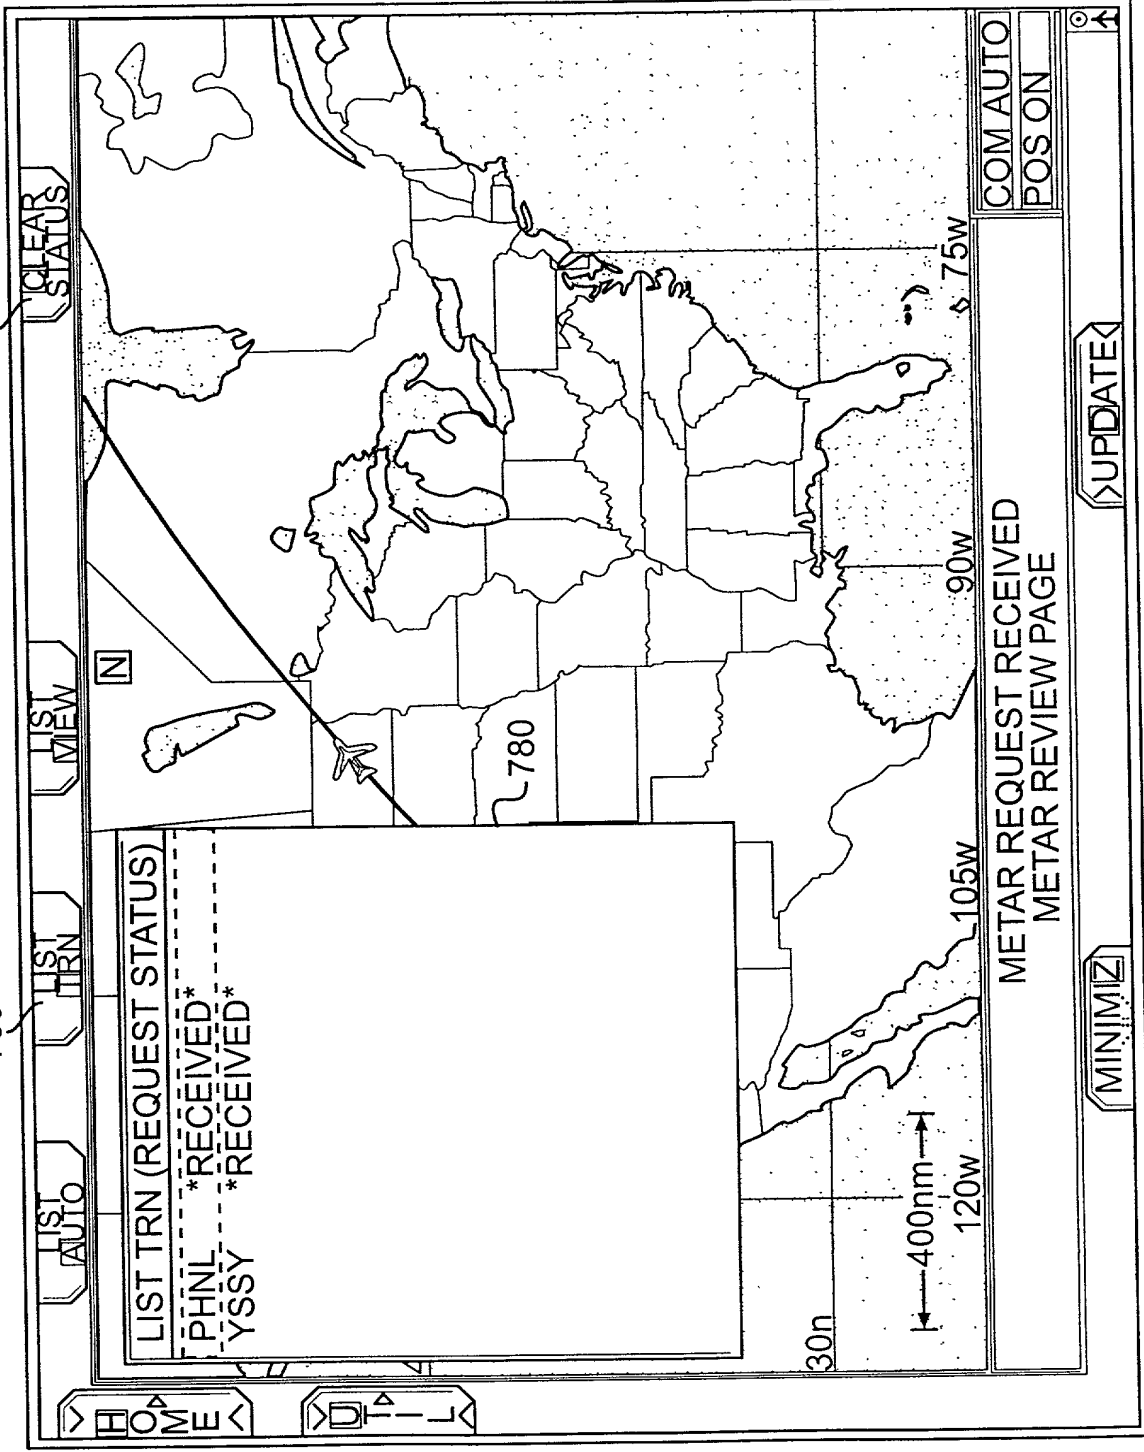 LIST
AUTO
LIST
TRN
LIST
VIEW
CLEAR
STATUS
HOME
UTIL
LIST TRN (REQUEST STATUS)
PHNL *RECEIVED*
YSSY *RECEIVED*
N
780
30n
400nm
120w
105w
90w
75w
METAR REQUEST RECEIVED
METAR REVIEW PAGE
COM AUTO
POS ON
MINIMIZ
>UPDATE<